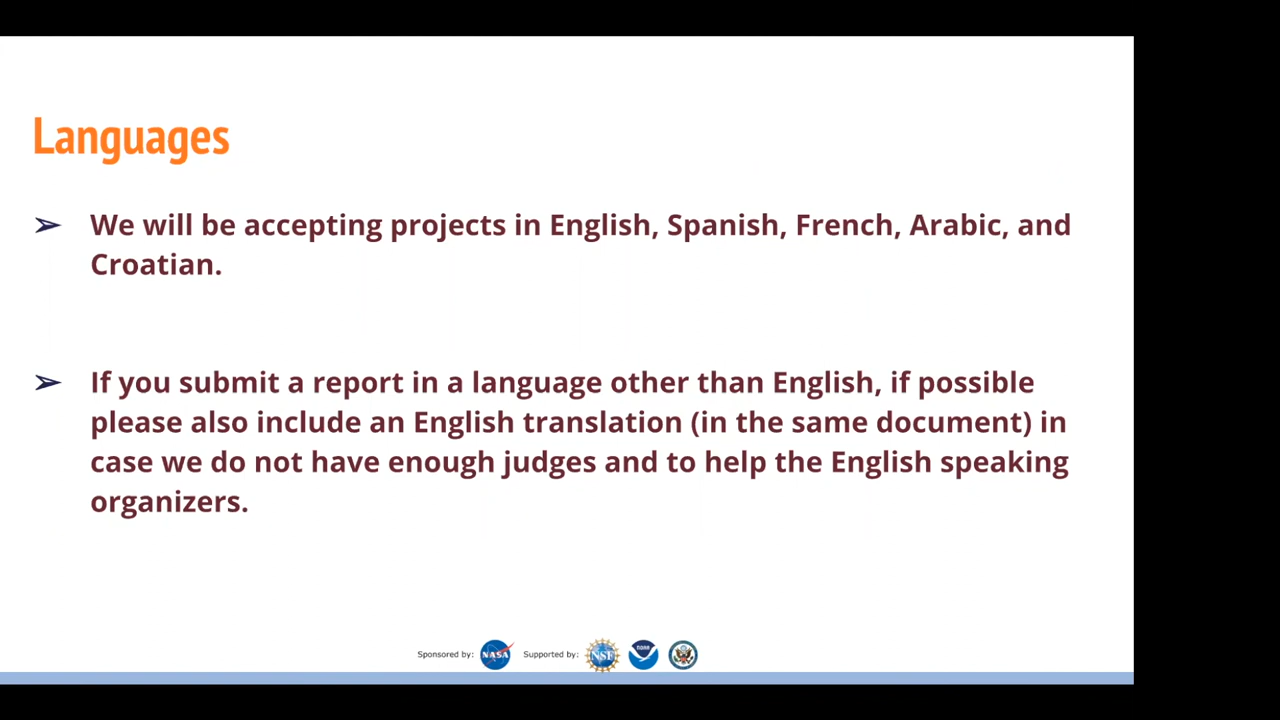 Languages
➢ We will be accepting projects in English, Spanish, French, Arabic, and
Croatian.
➢ If you submit a report in a language other than English, if possible
please also include an English translation (in the same document) in
case we do not have enough judges and to help the English speaking
organizers.
Sponsored by: NASA Supported by: NSF NOAA